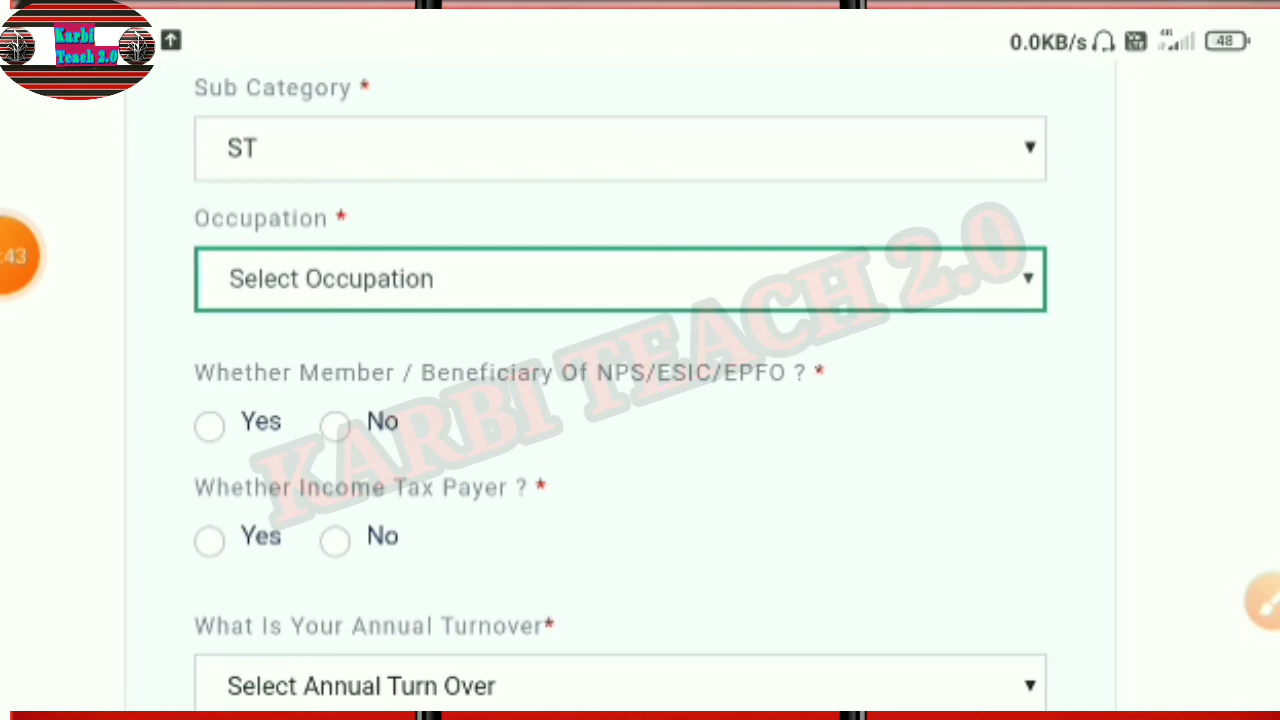 Karbi
Teach 2.0
0.0KB/s
4G
48
Sub Category *
ST
Occupation *
:43
Select Occupation
KARBI TEACH 2.0
Whether Member / Beneficiary Of NPS/ESIC/EPFO ? *
Yes No
Whether Income Tax Payer ? *
Yes No
What Is Your Annual Turnover*
Select Annual Turn Over